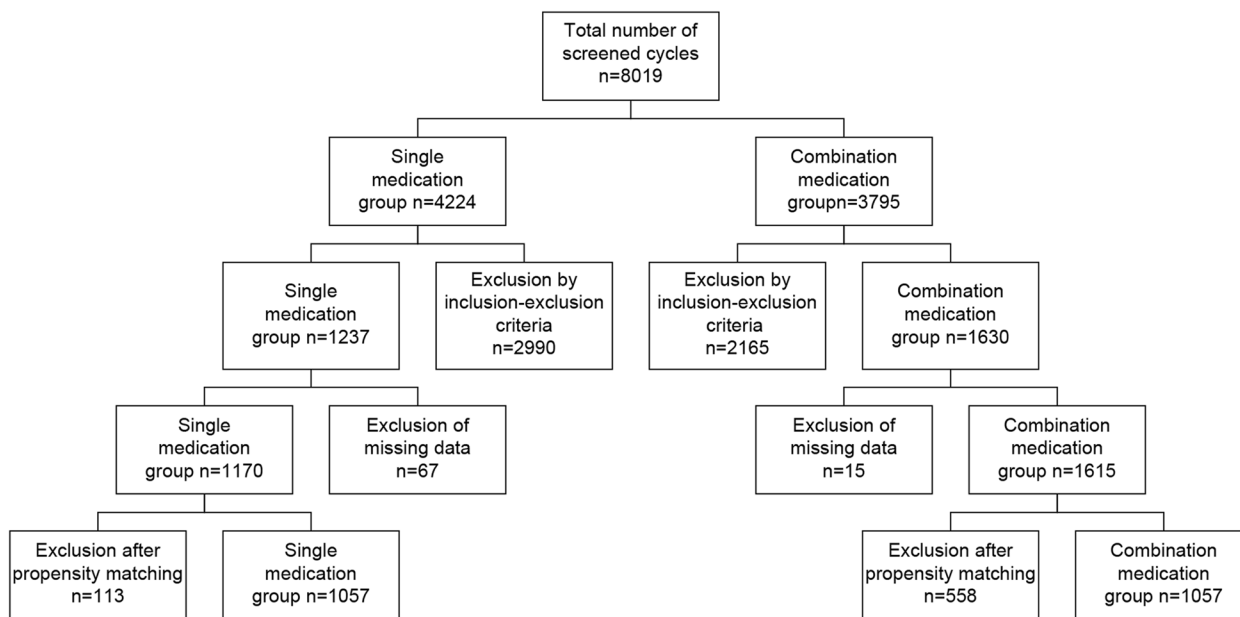 Total number of
screened cycles
n=8019
Single
medication
group n=4224
Combination
medication
groupn=3795
Single
medication
group n=1237
Exclusion by
inclusion-exclusion
criteria
n=2990
Exclusion by
inclusion-exclusion
criteria
n=2165
Combination
medication
group n=1630
Single
medication
group n=1170
Exclusion of
missing data
n=67
Exclusion of
missing data
n=15
Combination
medication
group n=1615
Exclusion after
propensity matching
n=113
Single
medication
group n=1057
Exclusion after
propensity matching
n=558
Combination
medication
group n=1057